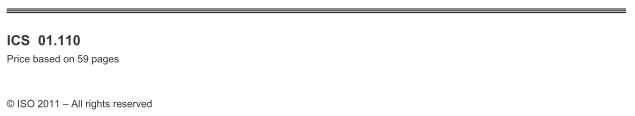 ICS  01.110
Price based on 59 pages
© ISO 2011 – All rights reserved